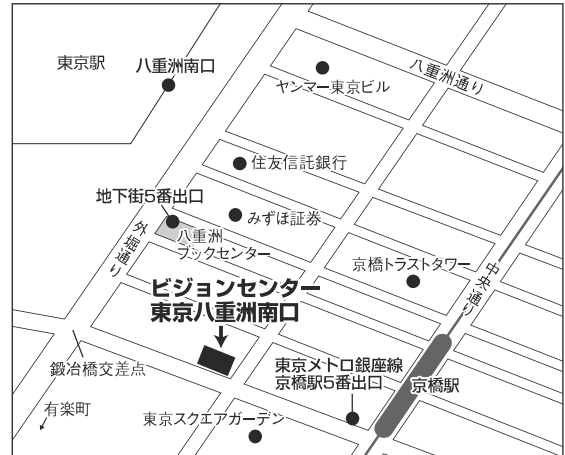 東京駅
八重洲南口
八重洲通り
ヤンマー東京ビル
住友信託銀行
地下街5番出口
みずほ証券
八重洲
ブックセンター
外堀通り
京橋トラストタワー
中央通り
ビジョンセンター
東京八重洲南口
鍛冶橋交差点
東京メトロ銀座線
京橋駅5番出口
京橋駅
有楽町
東京スクエアガーデン